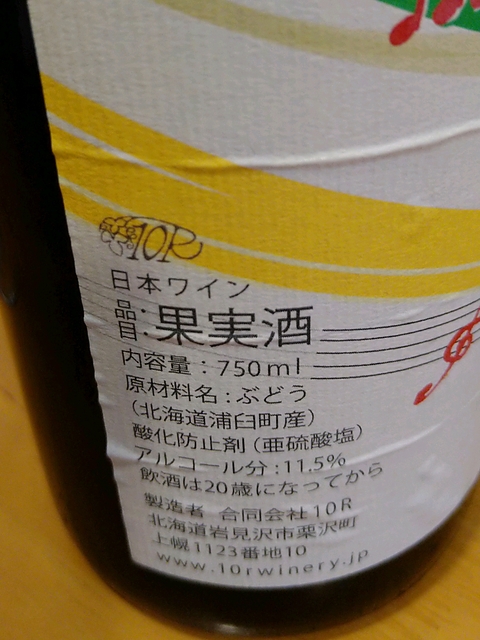 10R
日本ワイン
品目:果実酒
内容量:750ml
原材料名:ぶどう
(北海道浦臼町産)
酸化防止剤(亜硫酸塩)
アルコール分:11.5%
飲酒は20歳になってから
製造者 合同会社10R
北海道岩見沢市栗沢町
上幌1123番地10
www.10rwinery.jp